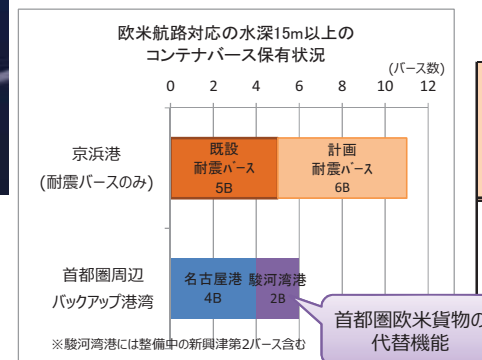 欧米航路対応の水深15m以上の
コンテナバース保有状況
(バース数)
0 2 4 6 8 10 12
京浜港
(耐震バースのみ)
既設
耐震バース
5B
計画
耐震バース
6B
首都圏周辺
バックアップ港湾
名古屋港
4B
駿河湾港
2B
首都圏欧米貨物の
代替機能
※駿河湾港には整備中の新興津第2バース含む